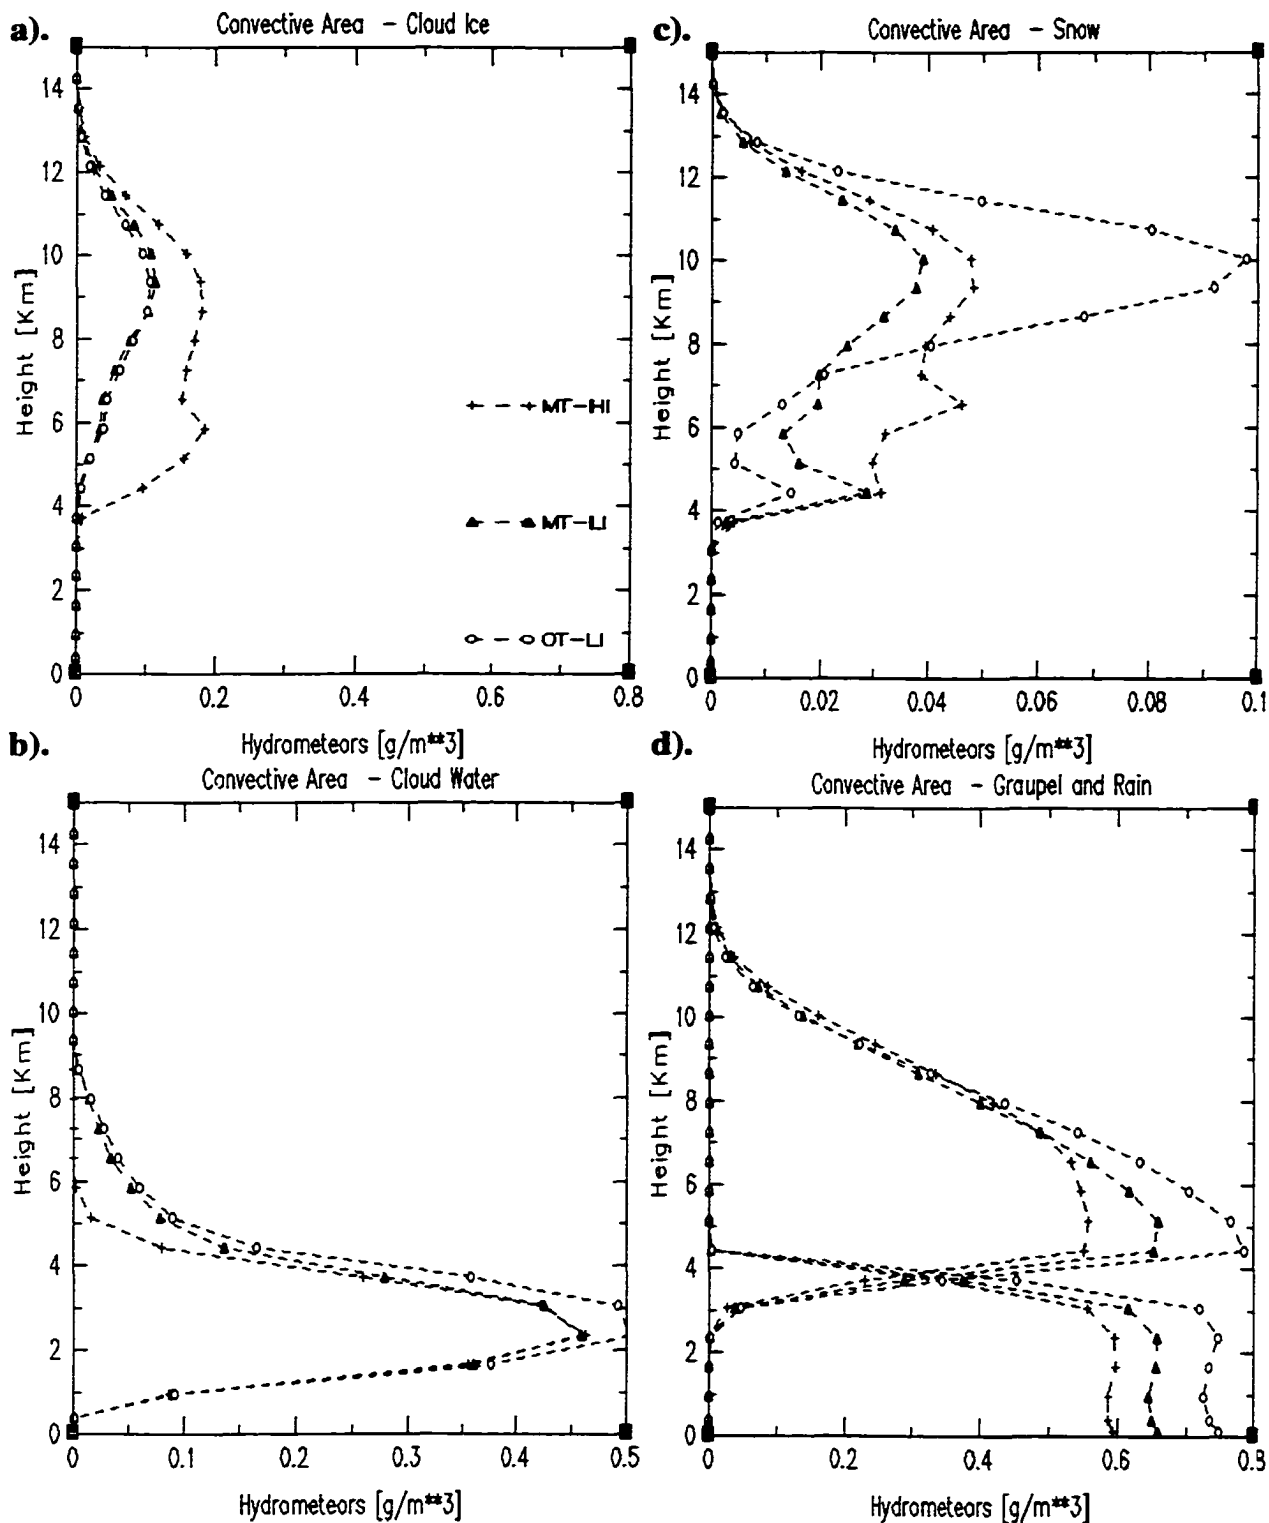 a).
Convective Area – Cloud Ice
Height [Km]
14
12
10
8
6
4
2
0
MT-HI
MT-LI
OT-LI
0 0.2 0.4 0.6 0.8
Hydrometeors [g/m**3]
c).
Convective Area – Snow
Height [Km]
14
12
10
8
6
4
2
0
0 0.02 0.04 0.06 0.08 0.1
Hydrometeors [g/m**3]
b).
Convective Area – Cloud Water
Height [Km]
14
12
10
8
6
4
2
0
0 0.1 0.2 0.3 0.4 0.5
Hydrometeors [g/m**3]
d).
Convective Area – Graupel and Rain
Height [Km]
14
12
10
8
6
4
2
0
0 0.2 0.4 0.6 0.8
Hydrometeors [g/m**3]